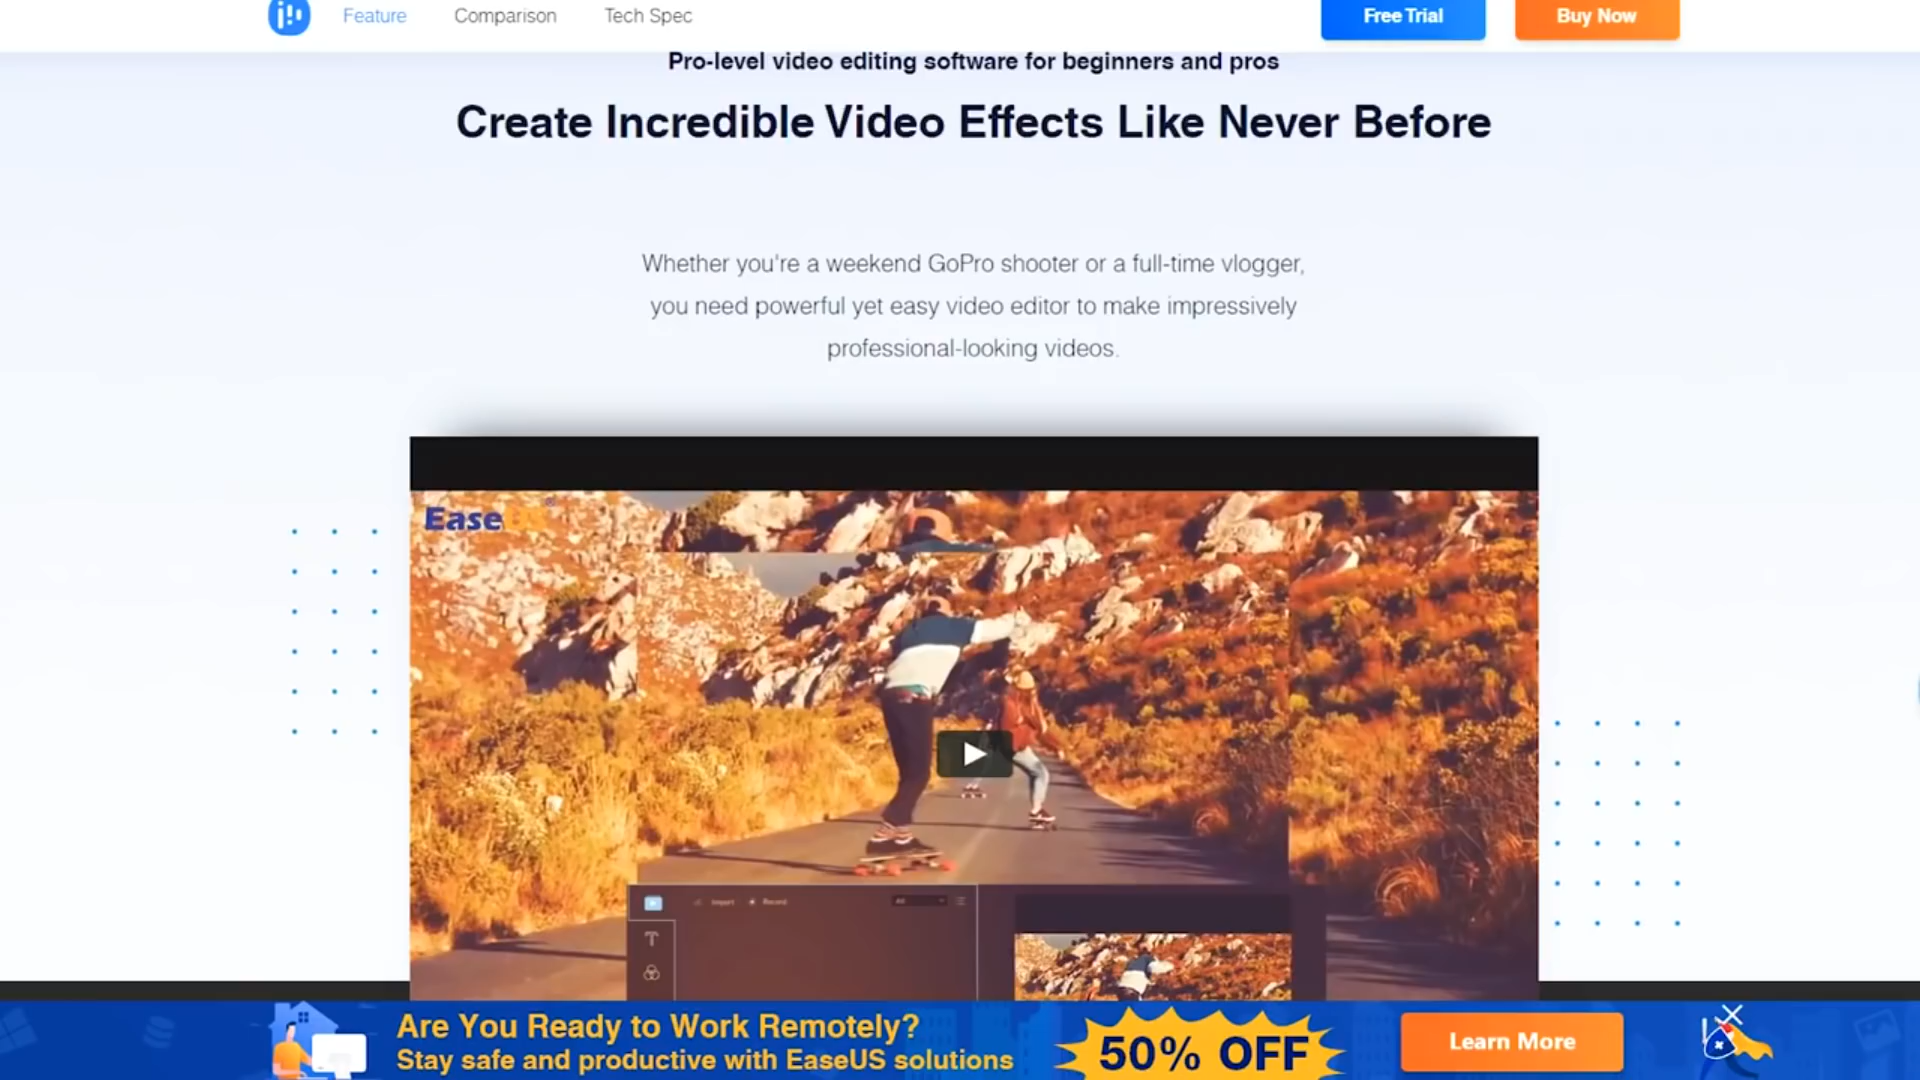 Feature Comparison Tech Spec Free Trial Buy Now
Pro-level video editing software for beginners and pros
Create Incredible Video Effects Like Never Before
Whether you're a weekend GoPro shooter or a full-time vlogger,
you need powerful yet easy video editor to make impressively
professional-looking videos.
Ease
Import Record All
Are You Ready to Work Remotely?
Stay safe and productive with EaseUS solutions
50% OFF
Learn More